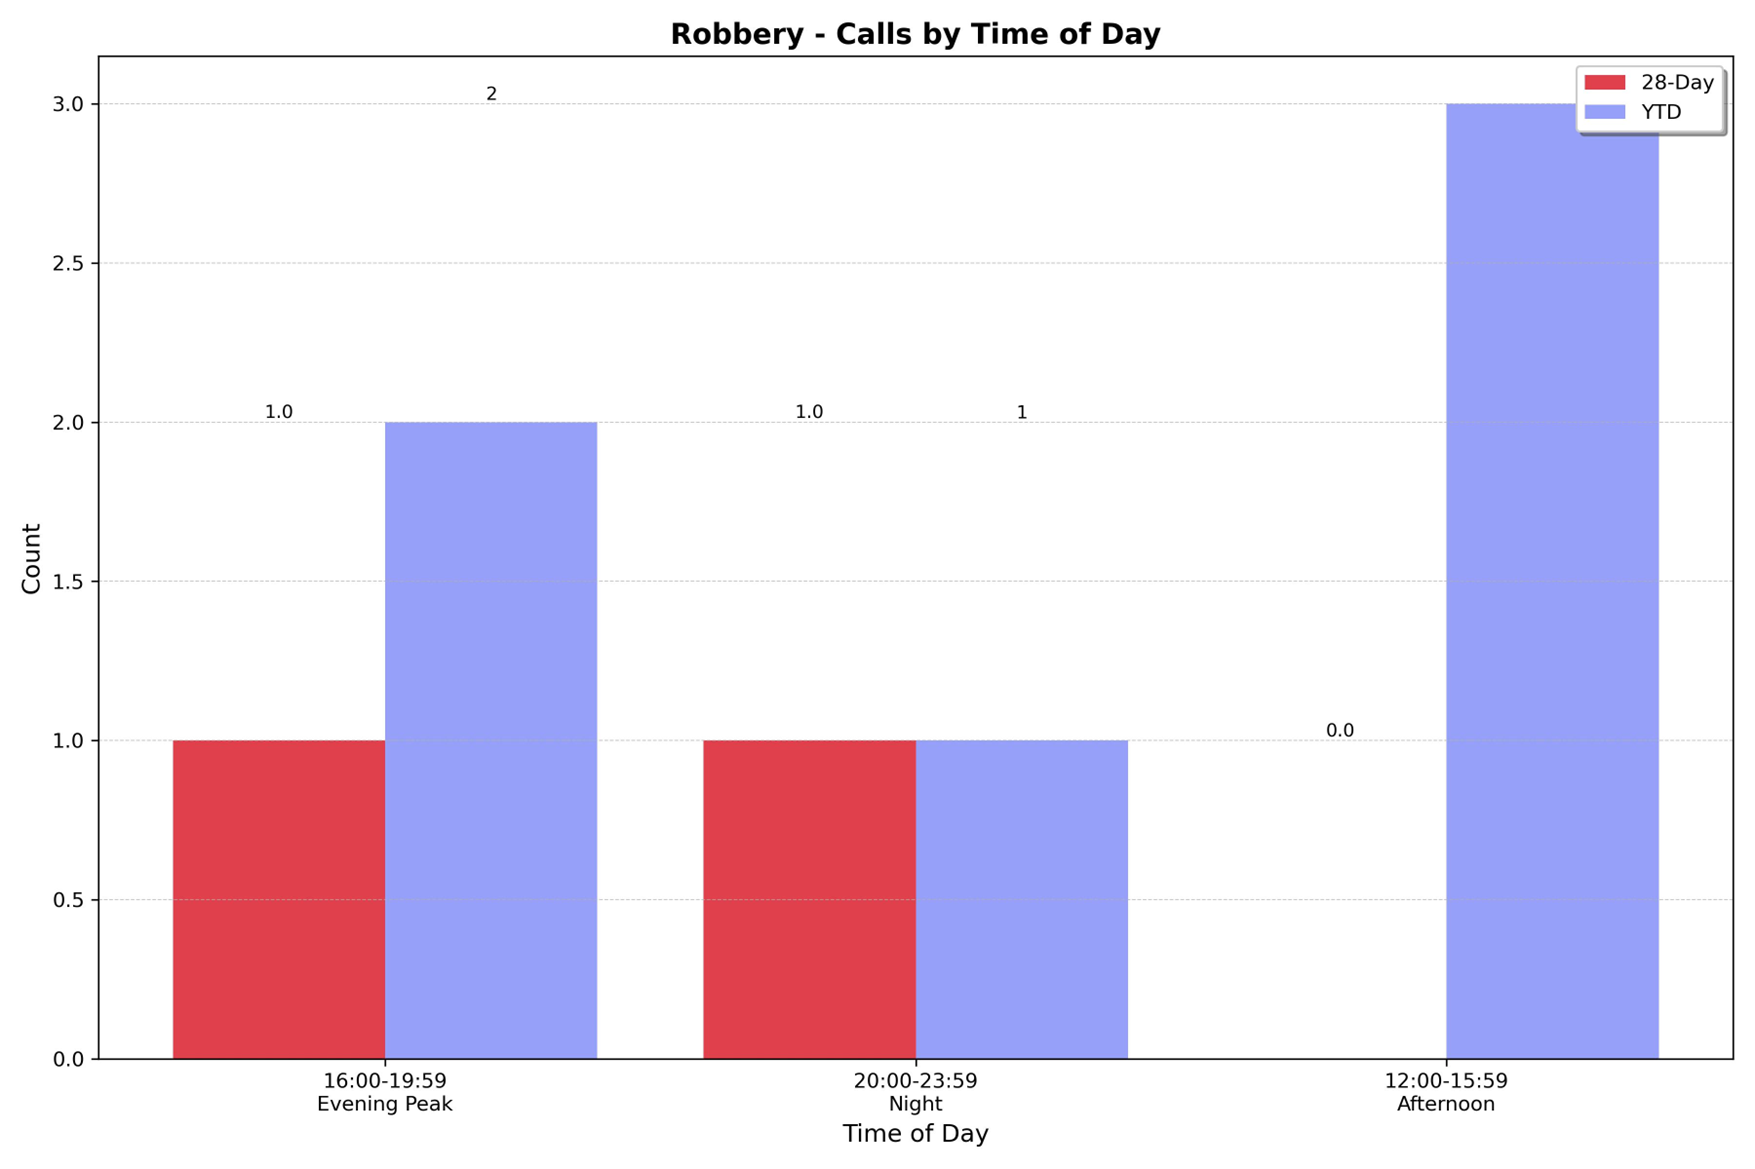 Robbery - Calls by Time of Day
28-Day
YTD
3.0
2.5
2.0
1.5
1.0
0.5
0.0
Count
1.0
2
1.0
1
0.0
16:00-19:59
Evening Peak
20:00-23:59
Night
12:00-15:59
Afternoon
Time of Day